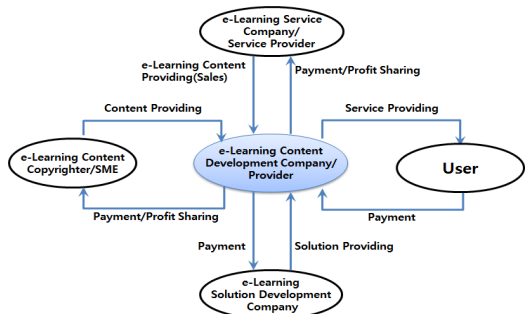 e-Learning Service
Company/
Service Provider
e-Learning Content
Providing(Sales)
Payment/Profit Sharing
Content Providing
Service Providing
e-Learning Content
Copyrighter/SME
e-Learning Content
Development Company/
Provider
User
Payment/Profit Sharing
Payment
Payment
Solution Providing
e-Learning
Solution Development
Company